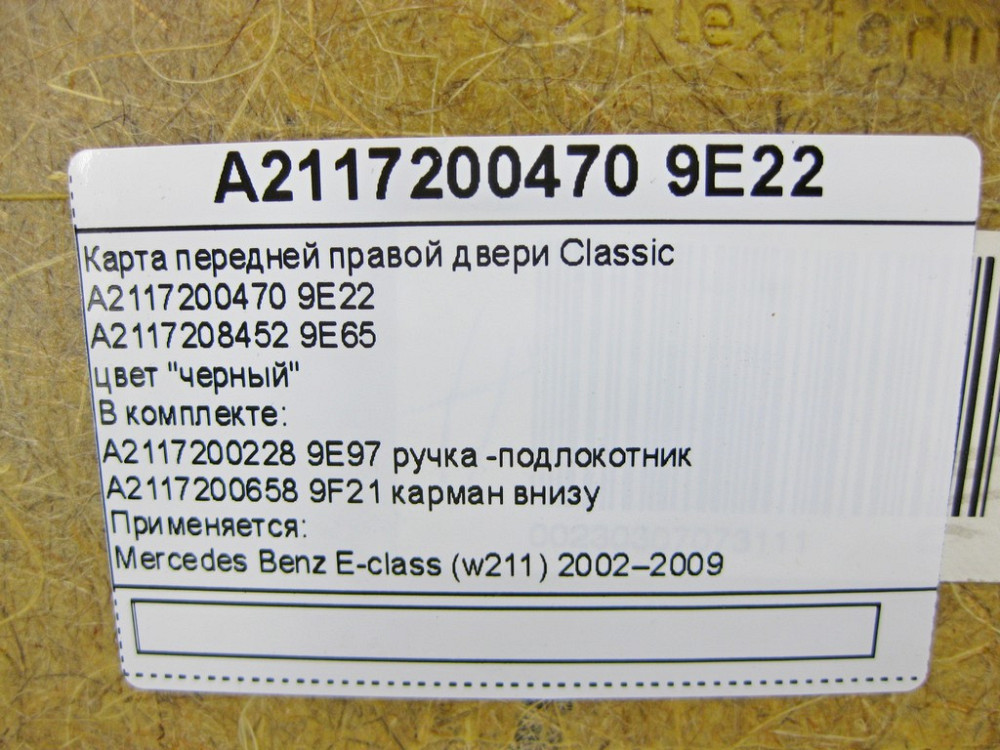 flexiform
A2117200470 9E22
Карта передней правой двери Classic
A2117200470 9E22
A2117208452 9E65
цвет "черный"
В комплекте:
A2117200228 9E97 ручка -подлокотник
A2117200658 9F21 карман внизу
Применяется:
Mercedes Benz E-class (w211) 2002–2009